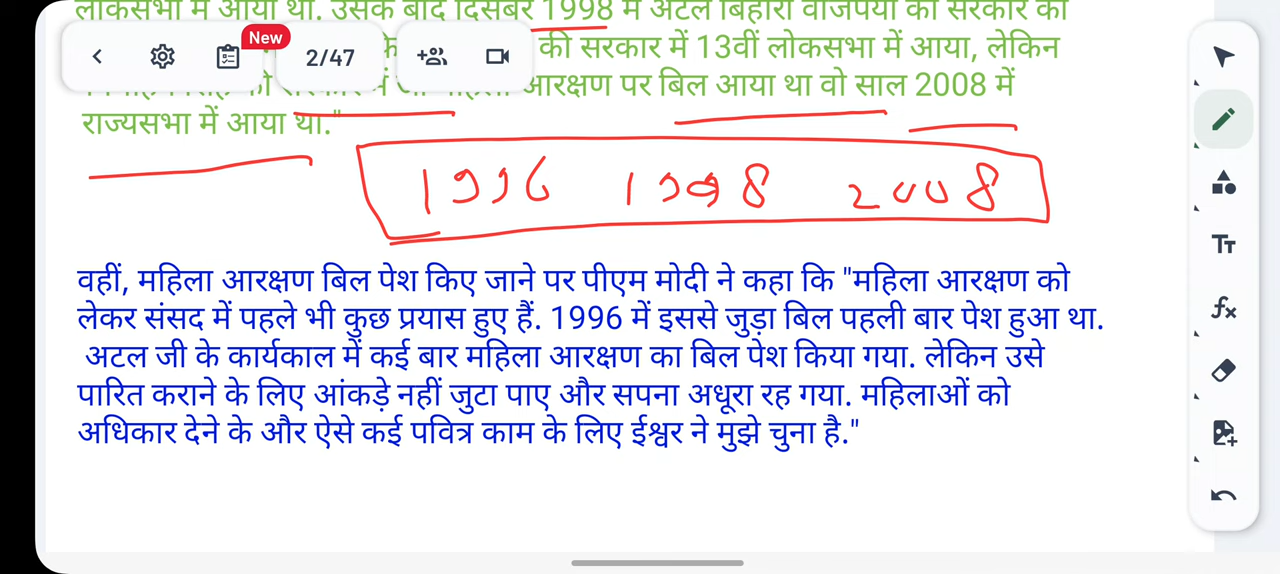 लोकसभा में आया था. उसके बाद दिसंबर 1998 में अटल बिहारी वाजपेयी की सरकार की
New
2/47
की सरकार में 13वीं लोकसभा में आया, लेकिन
आरक्षण पर बिल आया था वो साल 2008 में
राज्यसभा में आया था."
1996 1998 2008
वहीं, महिला आरक्षण बिल पेश किए जाने पर पीएम मोदी ने कहा कि "महिला आरक्षण को
लेकर संसद में पहले भी कुछ प्रयास हुए हैं. 1996 में इससे जुड़ा बिल पहली बार पेश हुआ था.
अटल जी के कार्यकाल में कई बार महिला आरक्षण का बिल पेश किया गया. लेकिन उसे
पारित कराने के लिए आंकड़े नहीं जुटा पाए और सपना अधूरा रह गया. महिलाओं को
अधिकार देने के और ऐसे कई पवित्र काम के लिए ईश्वर ने मुझे चुना है."
Tт
fx